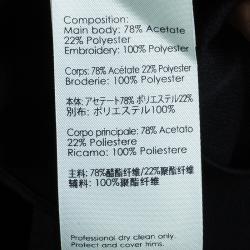 Composition:
Main body: 78% Acetate
22% Polyester
Embroidery: 100% Polyester
Corps: 78% Acétate 22% Polyester
Broderie: 100% Polyester
本体: アセテート78% ポリエステル22%
別布: ポリエステル100%
Corpo principale: 78% Acetato
22% Poliestere
Ricamo: 100% Poliestere
主料: 78%醋酯纤维/22%聚酯纤维
辅料: 100%聚酯纤维
Professional dry clean only.
Protect and cover trims.